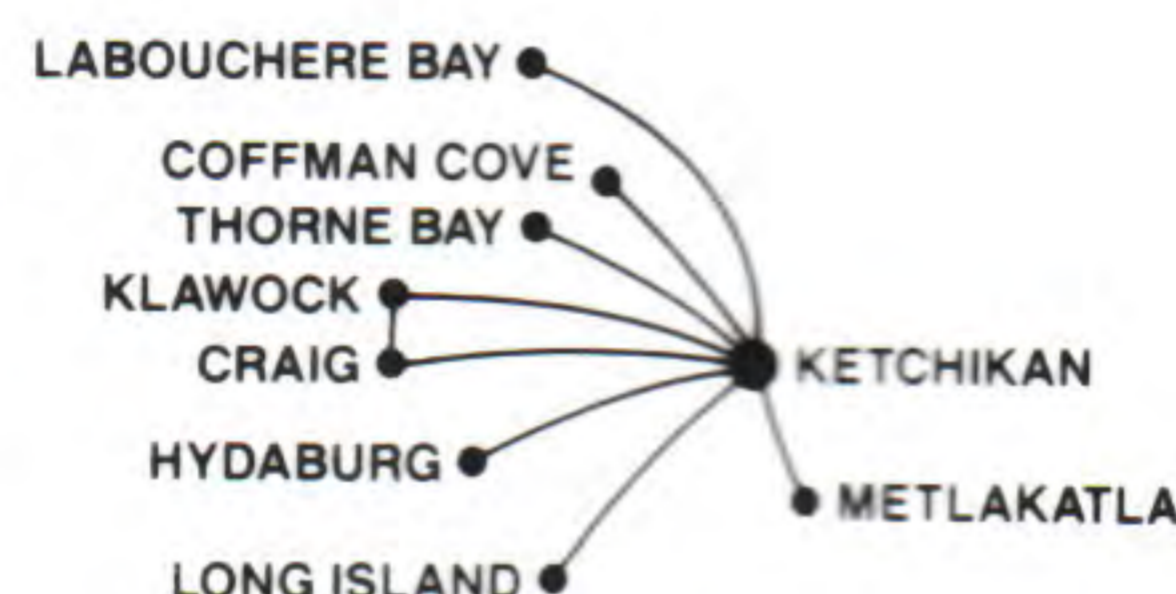 LABOUCHERE BAY
COFFMAN COVE
THORNE BAY
KLAWOCK
CRAIG
KETCHIKAN
HYDABURG
METLAKATLA
LONG ISLAND